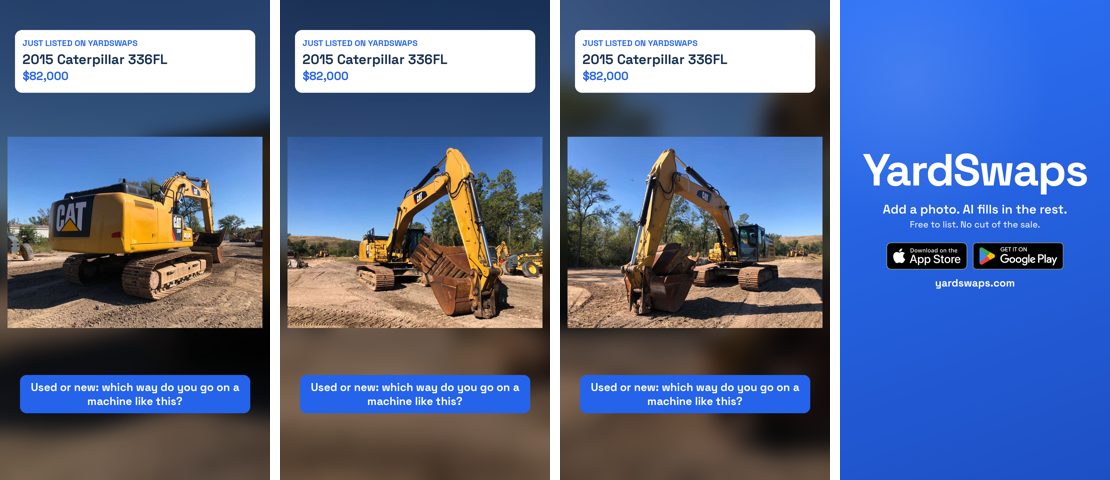 JUST LISTED ON YARDSWAPS
2015 Caterpillar 336FL
$82,000
CAT
CAT
Used or new: which way do you go on a
machine like this?
JUST LISTED ON YARDSWAPS
2015 Caterpillar 336FL
$82,000
Used or new: which way do you go on a
machine like this?
JUST LISTED ON YARDSWAPS
2015 Caterpillar 336FL
$82,000
Used or new: which way do you go on a
machine like this?
YardSwaps
Add a photo. AI fills in the rest.
Free to list. No cut of the sale.
Download on the
App Store
GET IT ON
Google Play
yardswaps.com